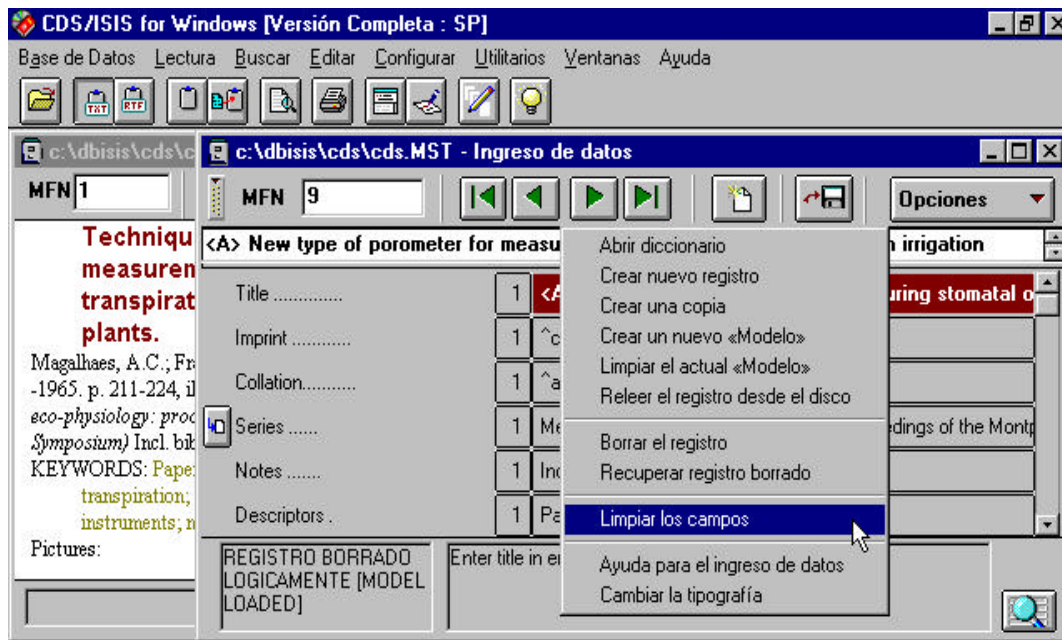 CDS/ISIS for Windows [Versión Completa : SP]
Base de Datos Lectura Buscar Editar Configurar Utilitarios Ventanas Ayuda
TXT RTF
c:\dbisis\cds\c
MFN 1
Techniqu
measuren
transpirat
plants.
Magalhaes, A.C.; Fr
-1965. p. 211-224, il
eco-physiology: proc
Symposium) Incl. bib
KEYWORDS: Pape
transpiration;
instruments; n
Pictures:
c:\dbisis\cds\cds.MST - Ingreso de datos
MFN 9
Opciones
<A> New type of porometer for measu
n irrigation
Title .............. 1 <A
uring stomatal o
Imprint ............ 1 ^c
Collation........... 1 ^a
Series ...... 1 Me
edings of the Montp
Notes ....... 1 Inc
Descriptors . 1 Pa
REGISTRO BORRADO
LOGICAMENTE [MODEL
LOADED]
Enter title in en
Abrir diccionario
Crear nuevo registro
Crear una copia
Crear un nuevo «Modelo»
Limpiar el actual «Modelo»
Releer el registro desde el disco
Borrar el registro
Recuperar registro borrado
Limpiar los campos
Ayuda para el ingreso de datos
Cambiar la tipografía